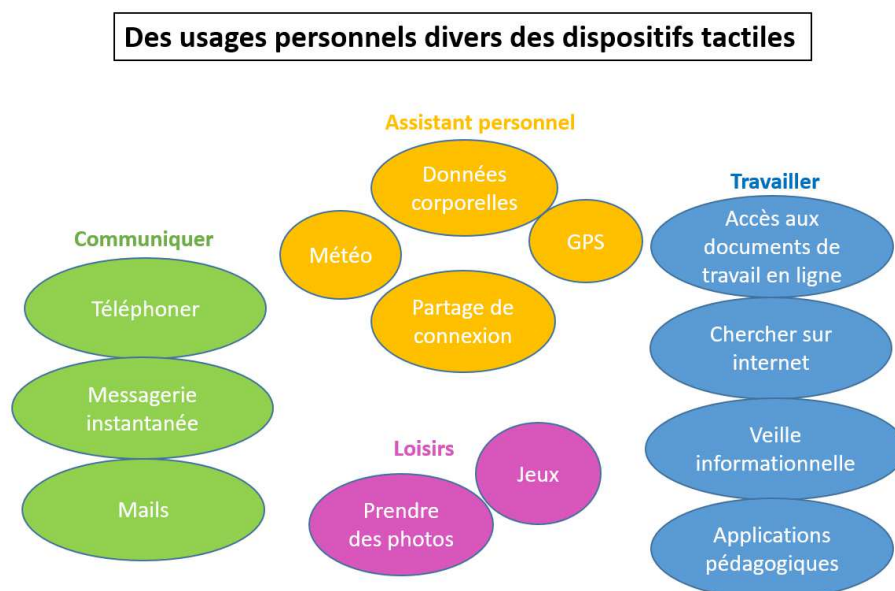 Des usages personnels divers des dispositifs tactiles
Communiquer
Téléphoner
Messagerie
instantanée
Mails
Assistant personnel
Données
corporelles
Météo
GPS
Partage de
connexion
Loisirs
Jeux
Prendre
des photos
Travailler
Accès aux
documents de
travail en ligne
Chercher sur
internet
Veille
informationnelle
Applications
pédagogiques